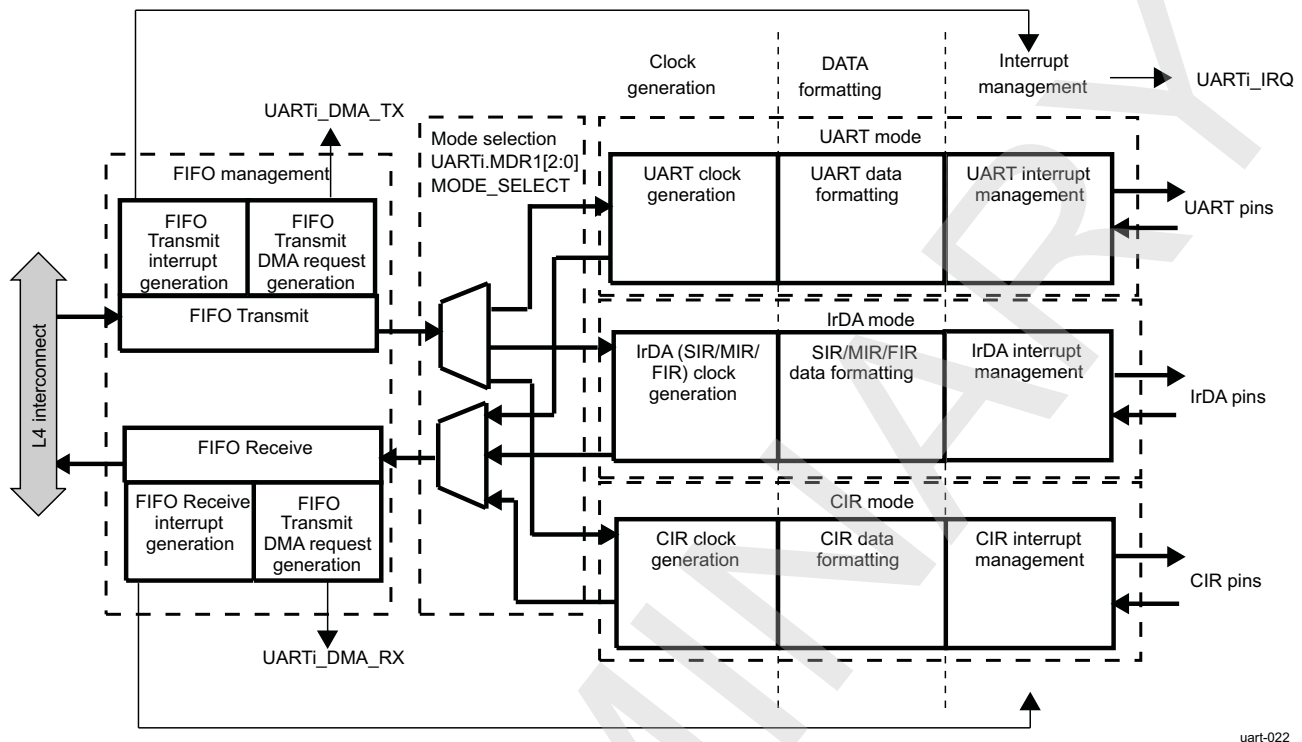 Clock
generation
DATA
formatting
Interrupt
management
UARTi_IRQ
UARTi_DMA_TX
Mode selection
UARTi.MDR1[2:0]
MODE_SELECT
UART mode
FIFO management
UART clock
generation
UART data
formatting
UART interrupt
management
UART pins
FIFO
Transmit
interrupt
generation
FIFO
Transmit
DMA request
generation
FIFO Transmit
L4 interconnect
IrDA mode
IrDA (SIR/MIR/
FIR) clock
generation
SIR/MIR/FIR
data formatting
IrDA interrupt
management
IrDA pins
FIFO Receive
FIFO Receive
interrupt
generation
FIFO
Transmit
DMA request
generation
CIR mode
CIR clock
generation
CIR data
formatting
CIR interrupt
management
CIR pins
UARTi_DMA_RX
uart-022
MINARY